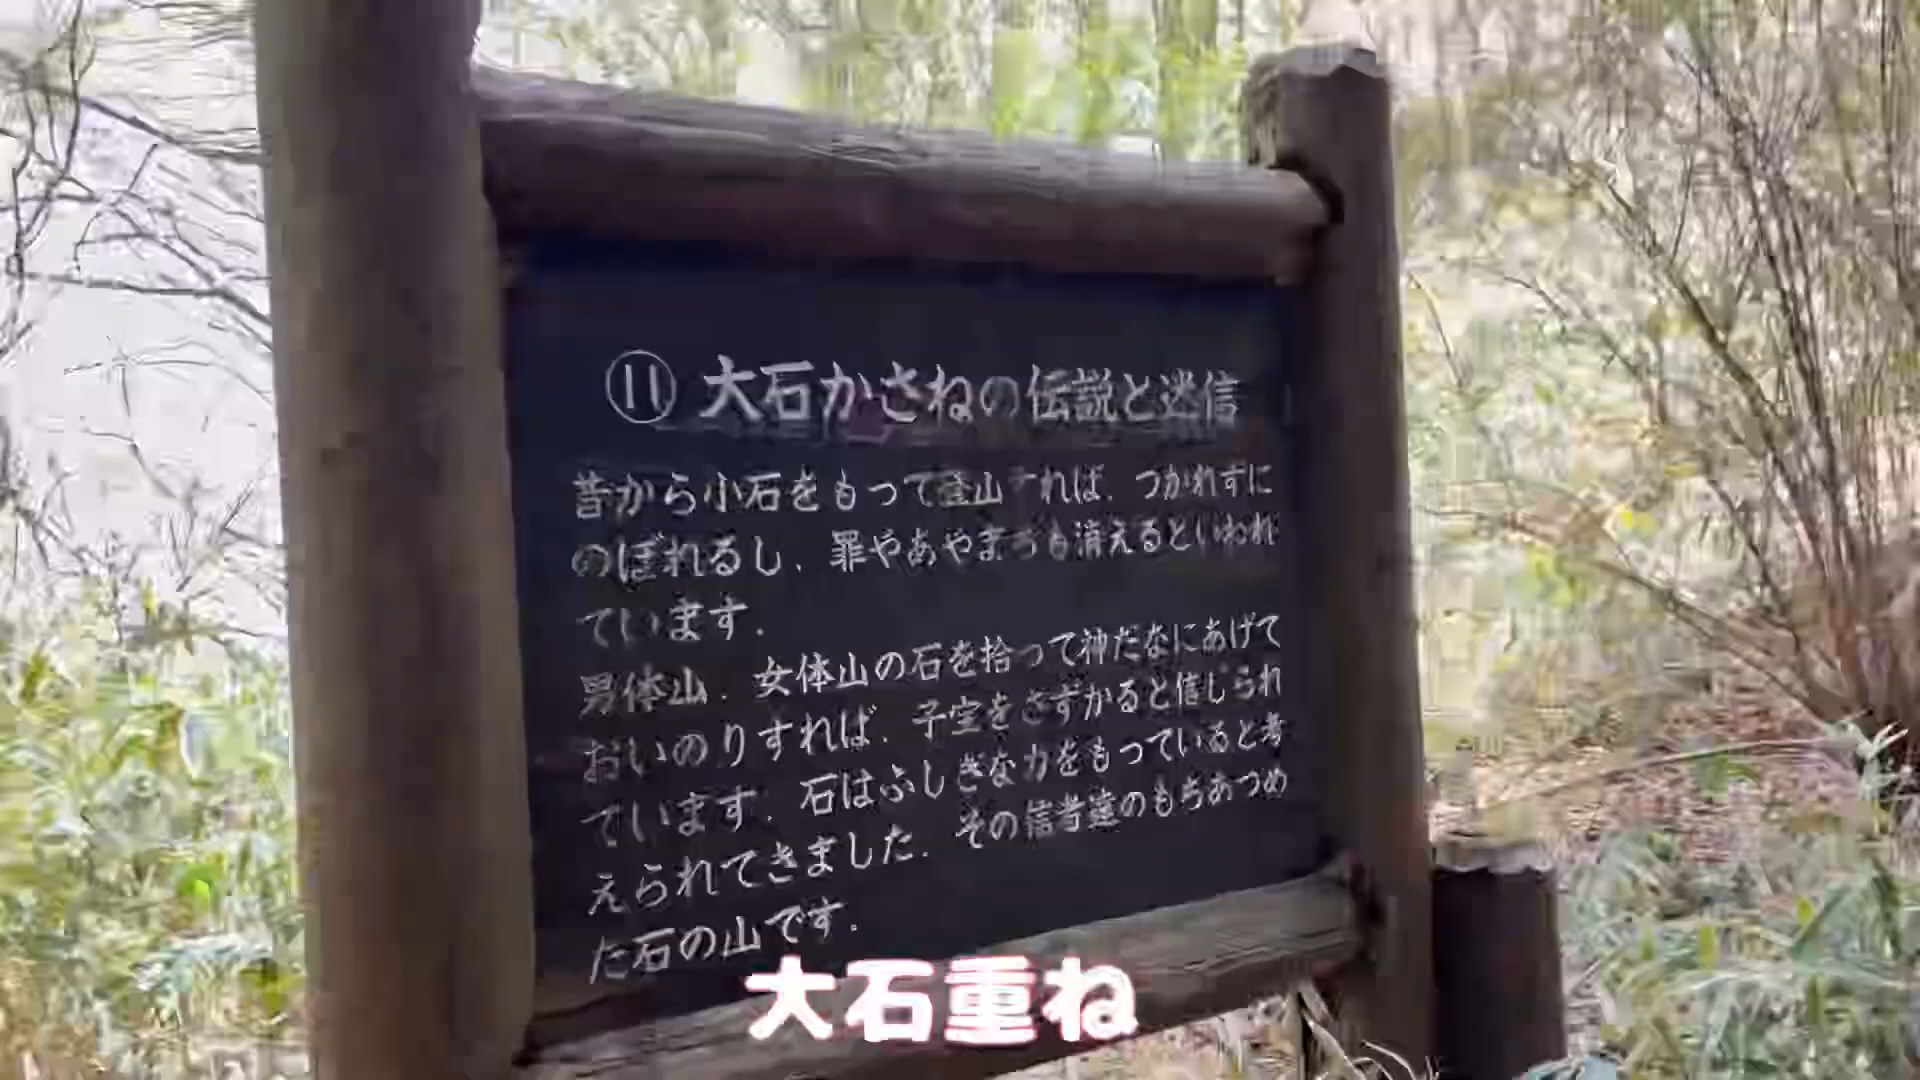 ⑪ 大石かさねの伝説と迷信
昔から小石をもって登山すれば、つかれずに
のぼれるし、罪やあやまちも消えるといわれ
ています.
男体山、女体山の石を拾って神だなにあげて
おいのりすれば、子宝をさずかると信じられ
ています. 石はふしぎな力をもっていると考
えられてきました. その信者達のもちあつめ
た石の山です.
大石重ね